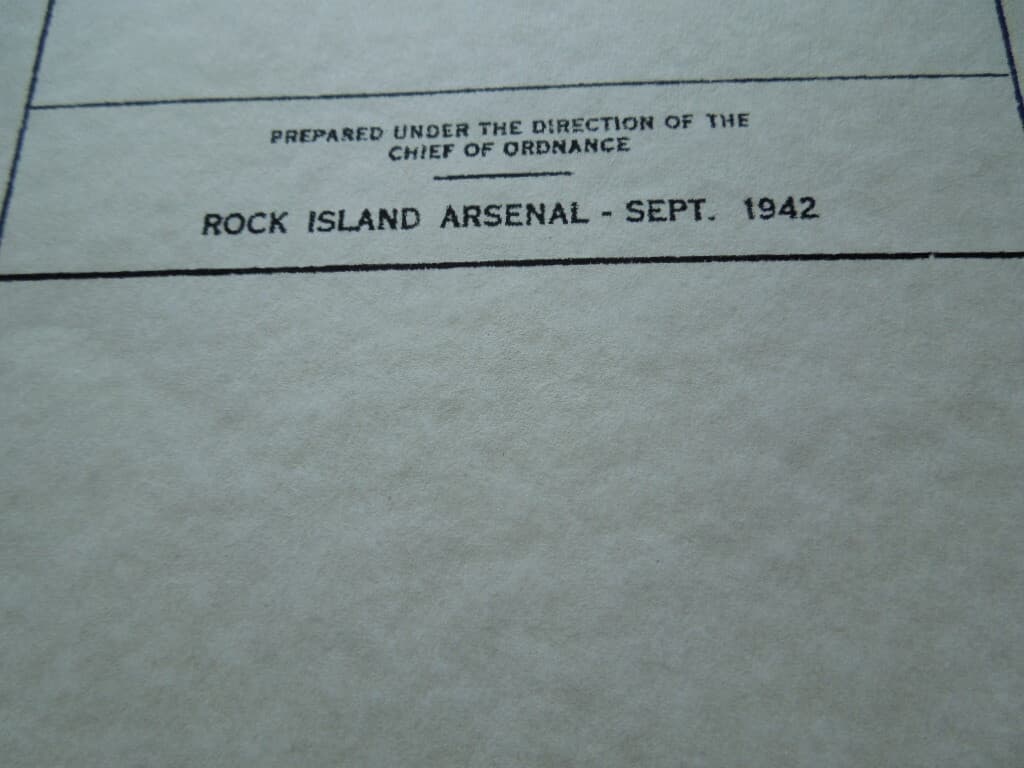 PREPARED UNDER THE DIRECTION OF THE
CHIEF OF ORDNANCE
ROCK ISLAND ARSENAL - SEPT. 1942